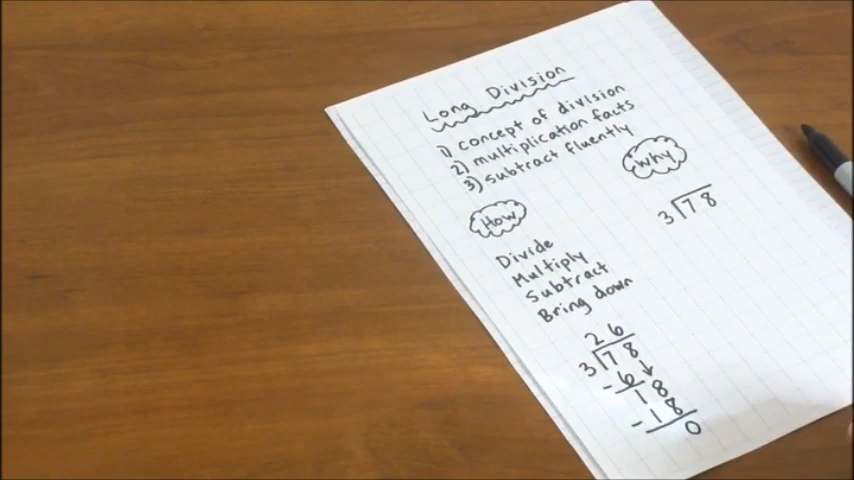 Long Division
1) concept of division
2) multiplication facts
3) subtract fluently
How
Divide
Multiply
Subtract
Bring down
26
3)78
-6↓
18
-18
0
Why
3)78